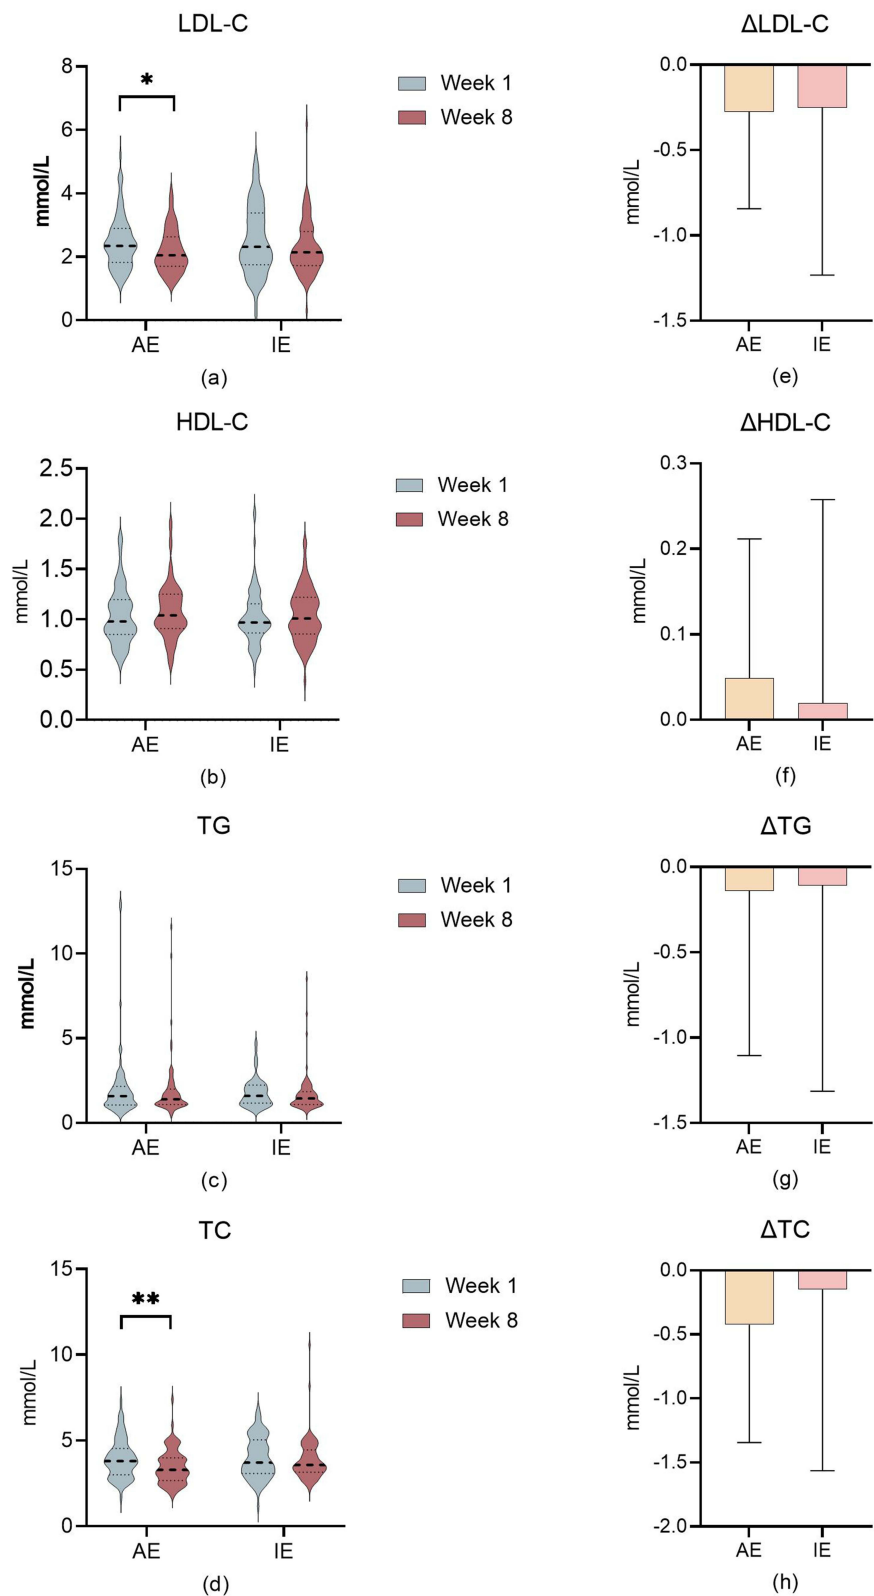 LDL-C
mmol/L
8
6
4
2
0
*
AE
IE
Week 1
Week 8
(a)
ΔLDL-C
mmol/L
0.0
-0.5
-1.0
-1.5
AE
IE
(e)
HDL-C
mmol/L
2.5
2.0
1.5
1.0
0.5
0.0
AE
IE
Week 1
Week 8
(b)
ΔHDL-C
mmol/L
0.3
0.2
0.1
0.0
AE
IE
(f)
TG
mmol/L
15
10
5
0
AE
IE
Week 1
Week 8
(c)
ΔTG
mmol/L
0.0
-0.5
-1.0
-1.5
AE
IE
(g)
TC
mmol/L
15
10
5
0
**
AE
IE
Week 1
Week 8
(d)
ΔTC
mmol/L
0.0
-0.5
-1.0
-1.5
-2.0
AE
IE
(h)